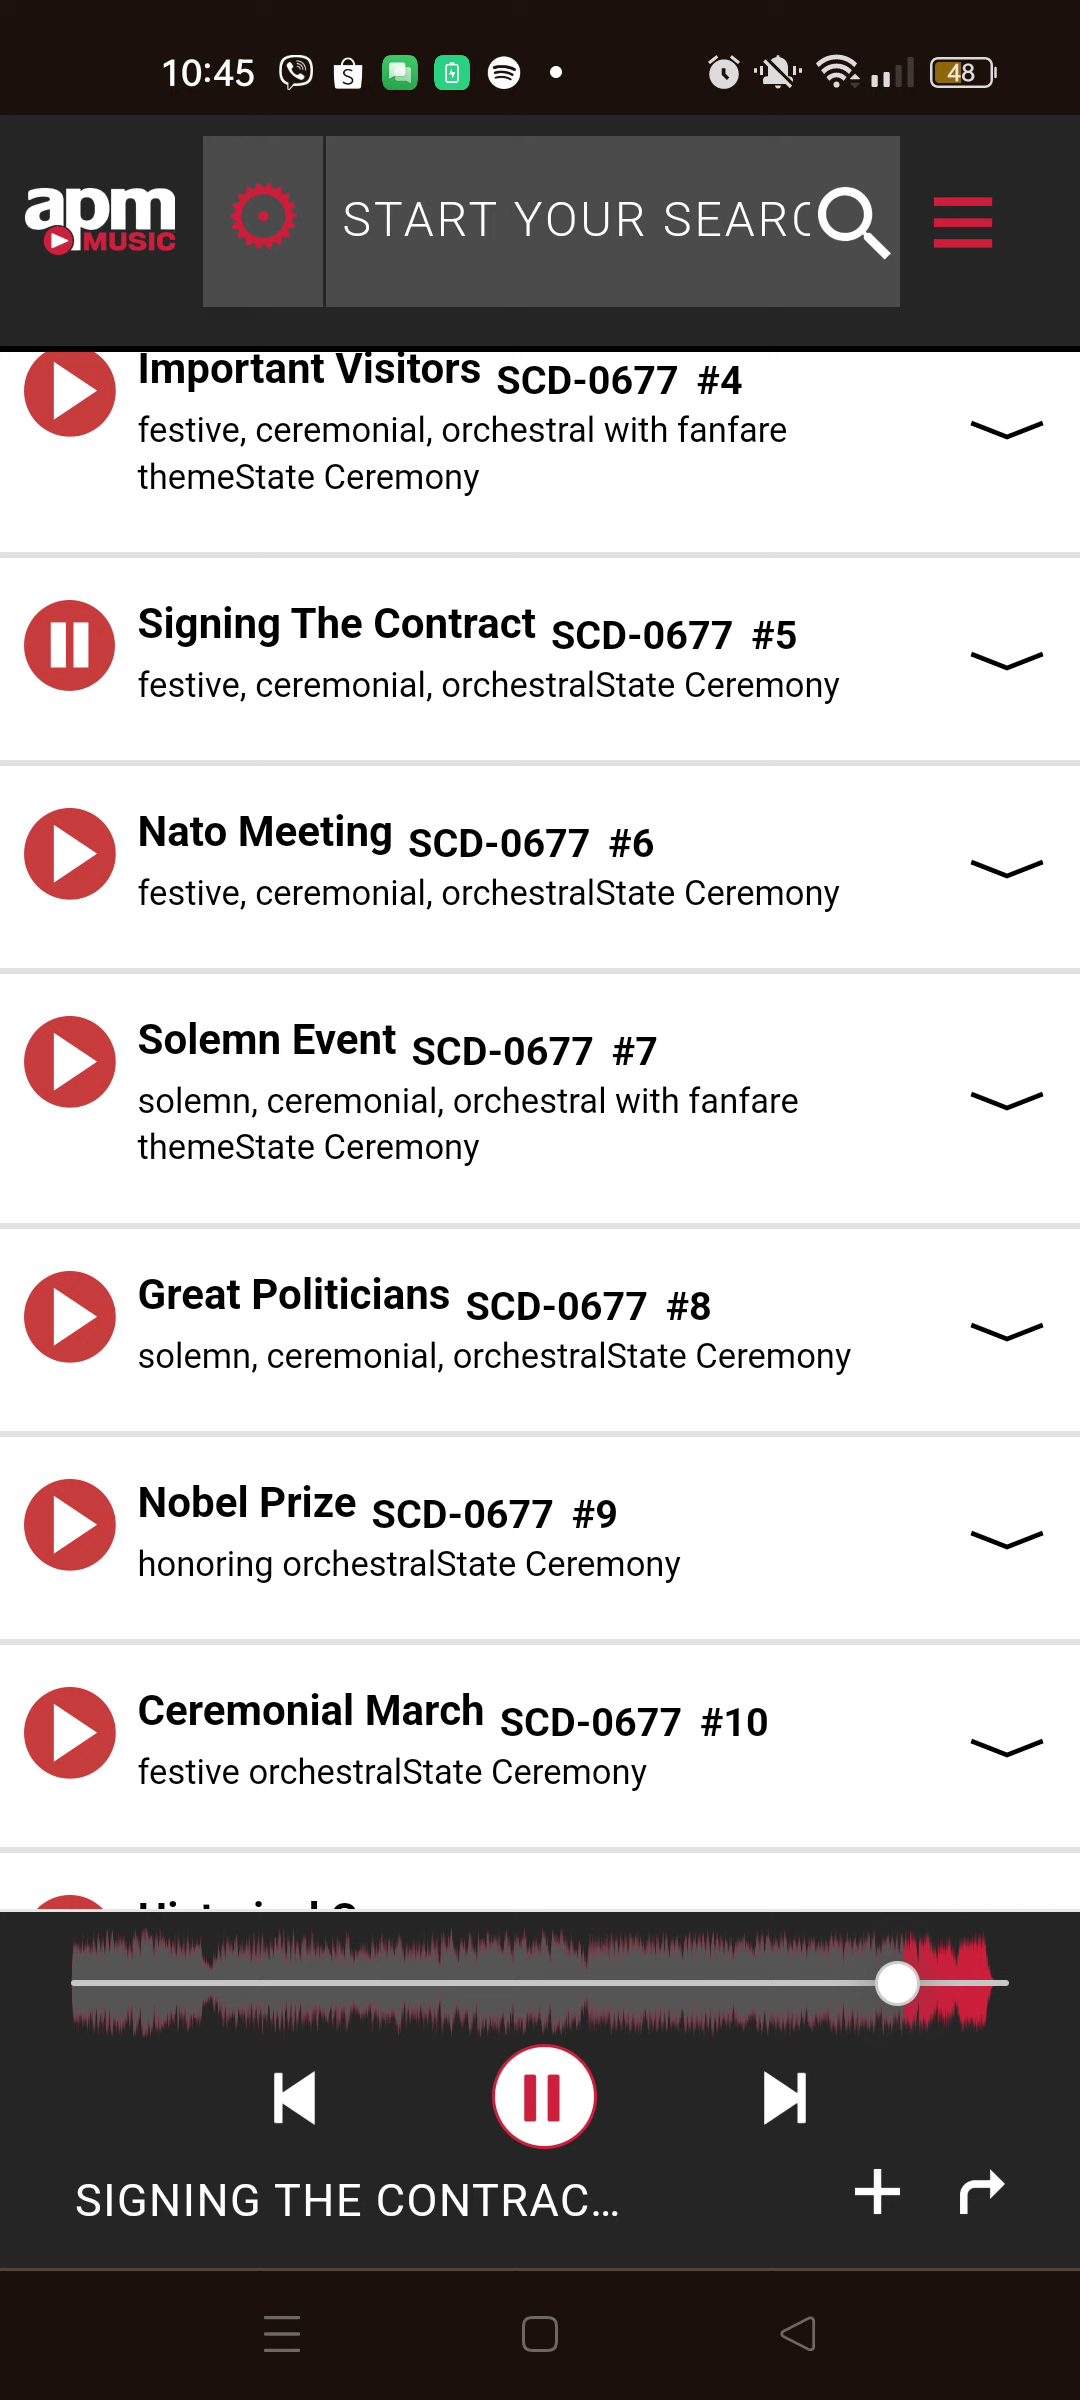 10:45
48
apm
MUSIC
START YOUR SEARC
Important Visitors SCD-0677 #4
festive, ceremonial, orchestral with fanfare
themeState Ceremony
Signing The Contract SCD-0677 #5
festive, ceremonial, orchestralState Ceremony
Nato Meeting SCD-0677 #6
festive, ceremonial, orchestralState Ceremony
Solemn Event SCD-0677 #7
solemn, ceremonial, orchestral with fanfare
themeState Ceremony
Great Politicians SCD-0677 #8
solemn, ceremonial, orchestralState Ceremony
Nobel Prize SCD-0677 #9
honoring orchestralState Ceremony
Ceremonial March SCD-0677 #10
festive orchestralState Ceremony
SIGNING THE CONTRAC...